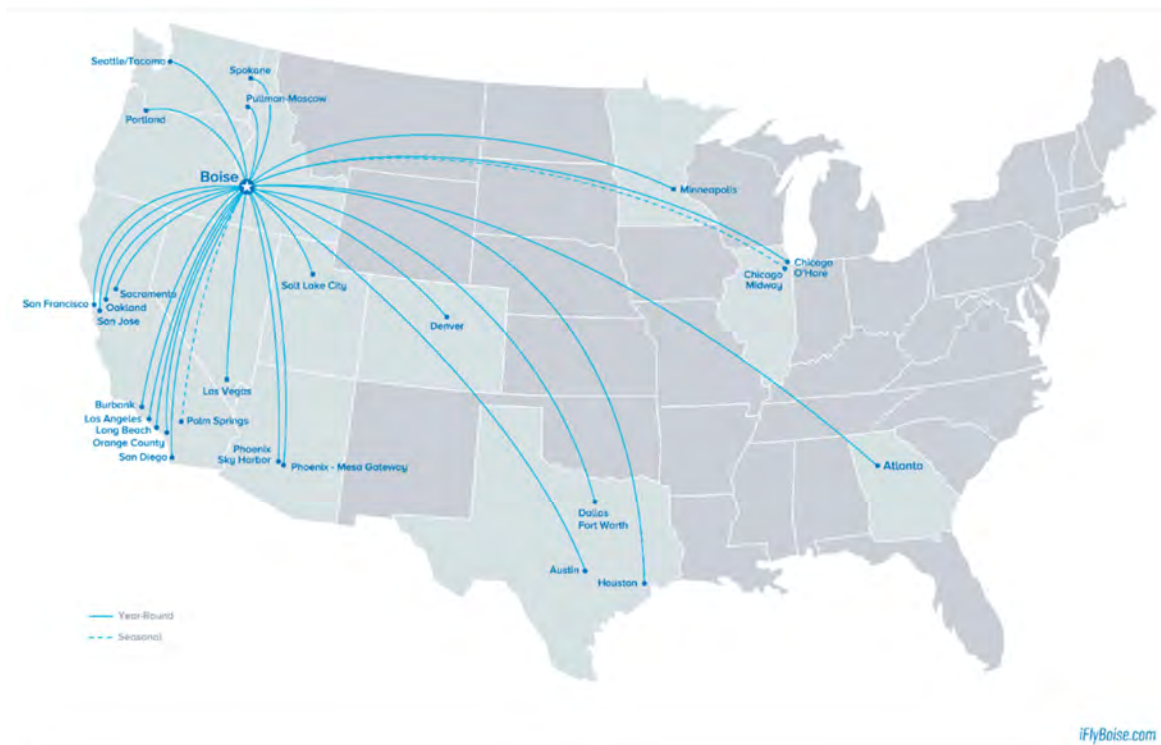 Seattle/Tacoma
Spokane
Pullman-Moscow
Portland
Boise
Minneapolis
Chicago
O'Hare
Chicago
Midway
Salt Lake City
Sacramento
San Francisco
Oakland
San Jose
Denver
Las Vegas
Burbank
Los Angeles
Palm Springs
Long Beach
Orange County
San Diego
Phoenix
Sky Harbor
Phoenix - Mesa Gateway
Atlanta
Dallas
Fort Worth
Austin
Houston
Year-Round
Seasonal
iFlyBoise.com